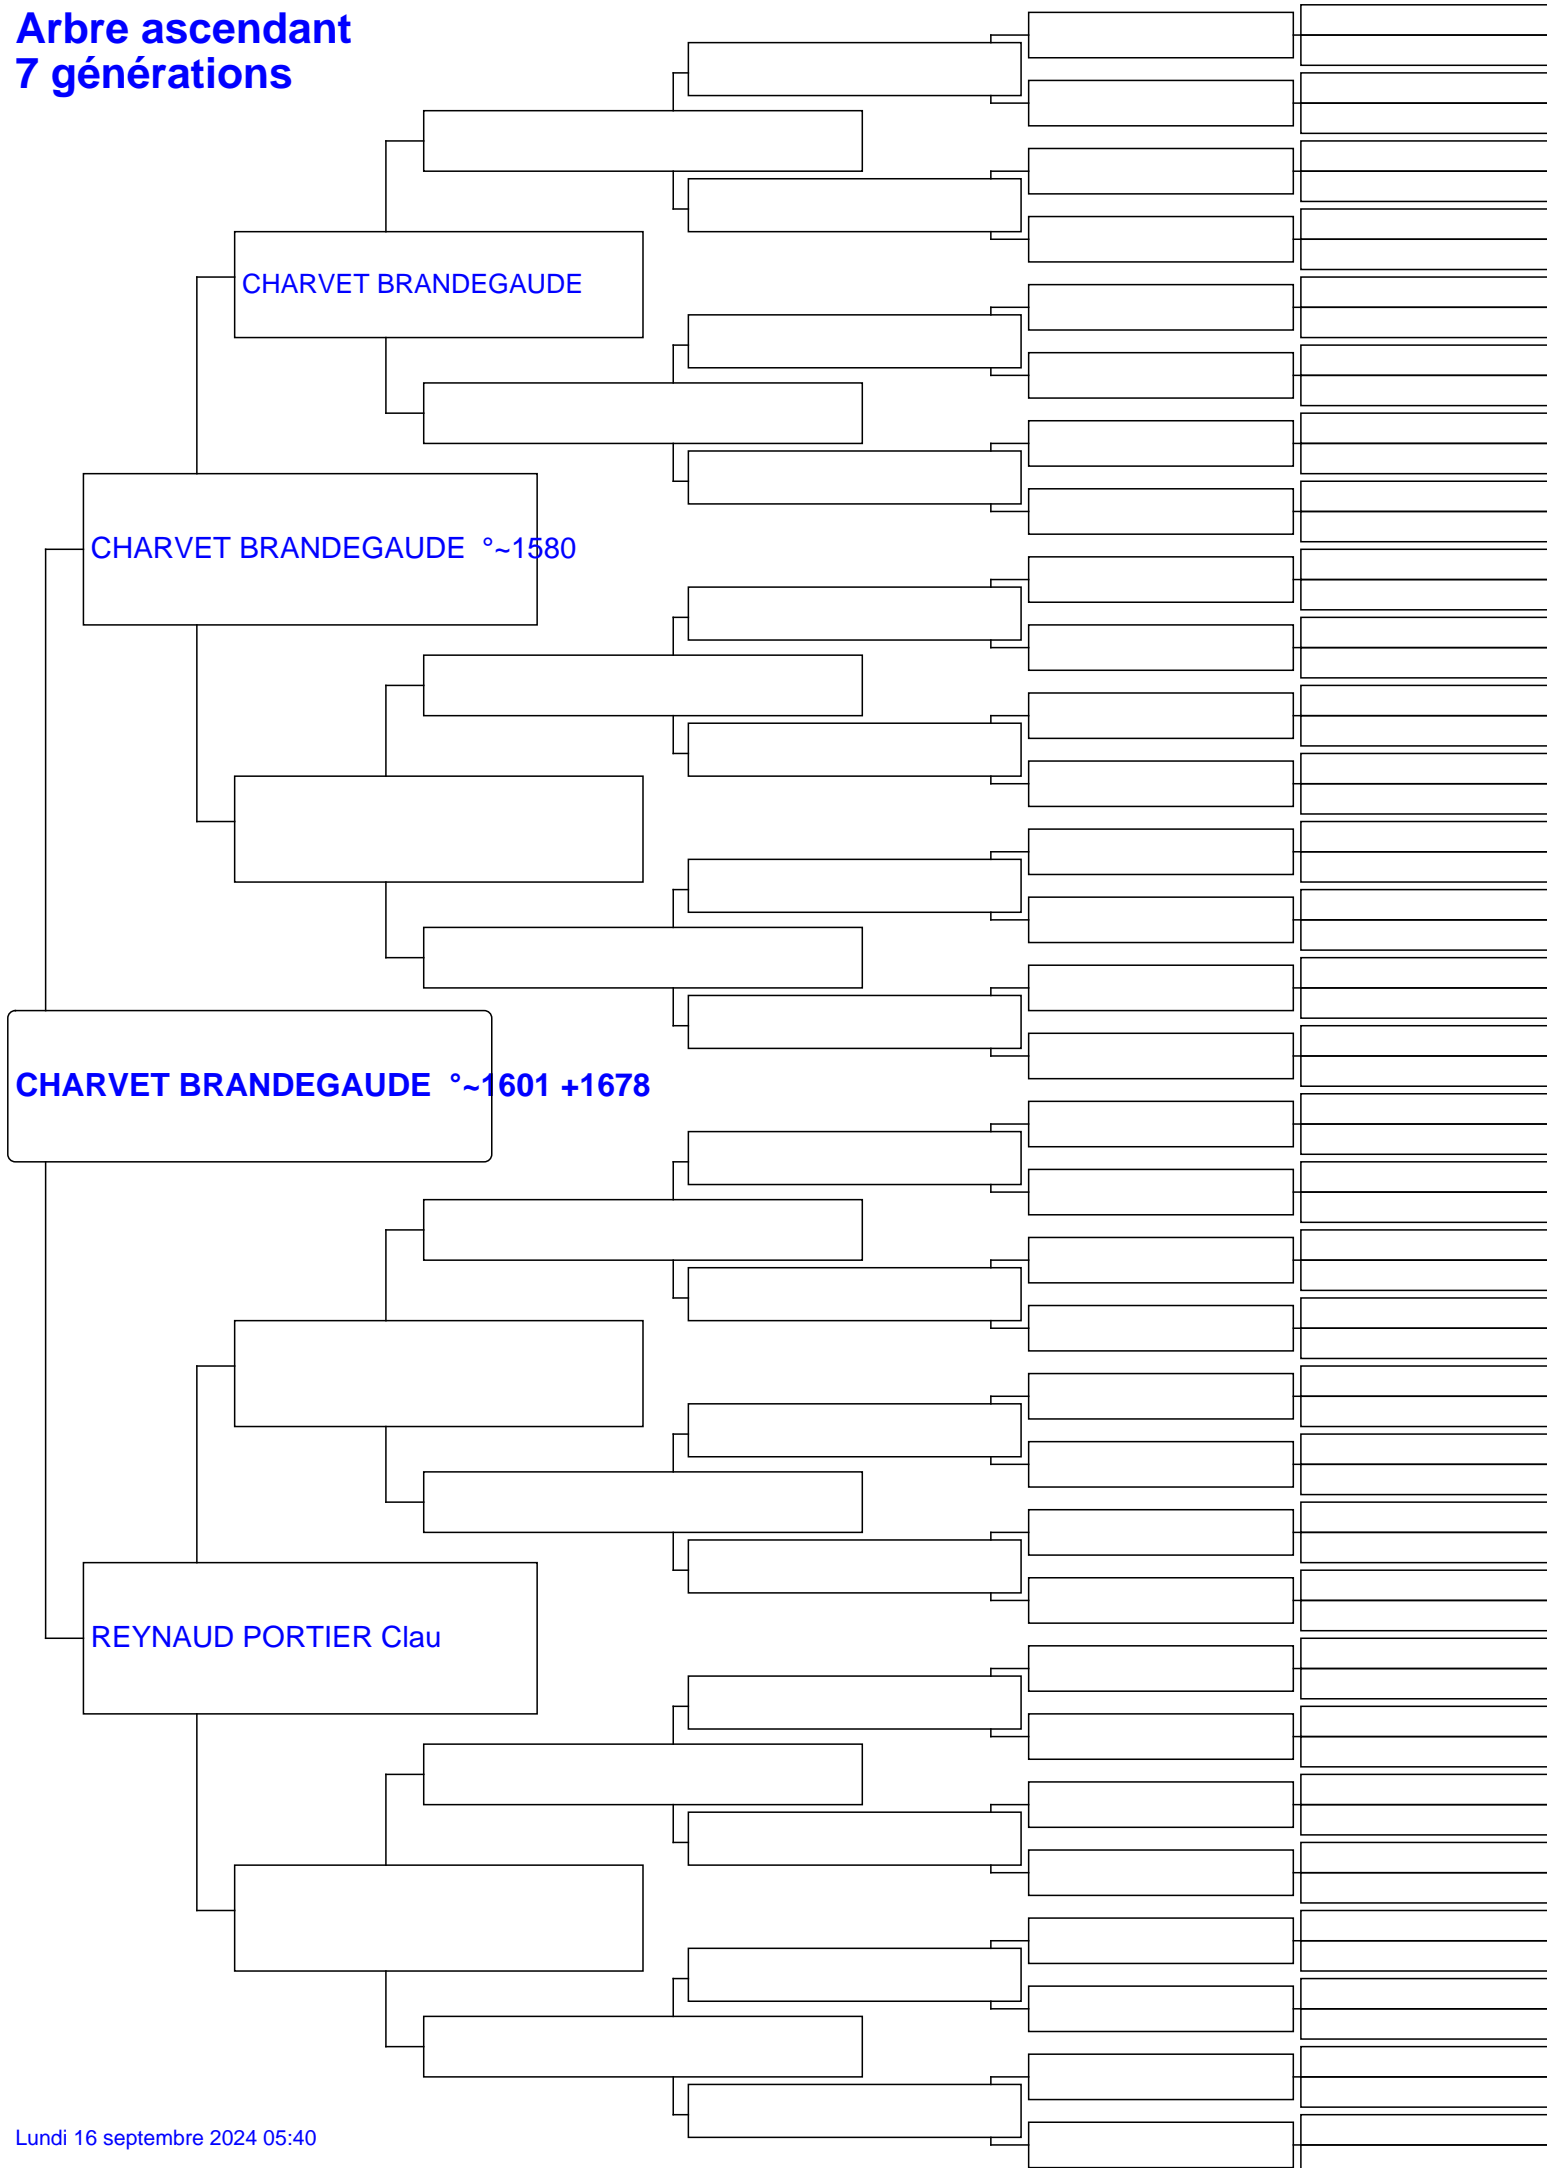 Arbre ascendant
7 générations
CHARVET BRANDEGAUDE
CHARVET BRANDEGAUDE °~1580
CHARVET BRANDEGAUDE °~1601 +1678
REYNAUD PORTIER Clau
Lundi 16 septembre 2024 05:40